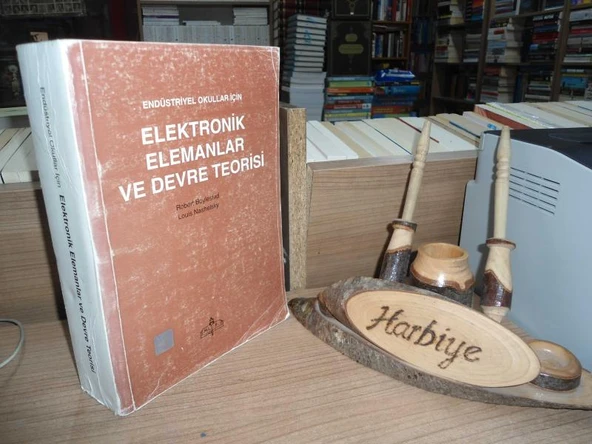 ENDÜSTRİYEL OKULLAR İÇİN
ELEKTRONİK
ELEMANLAR
VE DEVRE TEORİSİ
Robert Boylestad
Louis Nashelsky
Endüstriyel Okullar İçin Elektronik Elemanlar ve Devre Teorisi
Harbiye